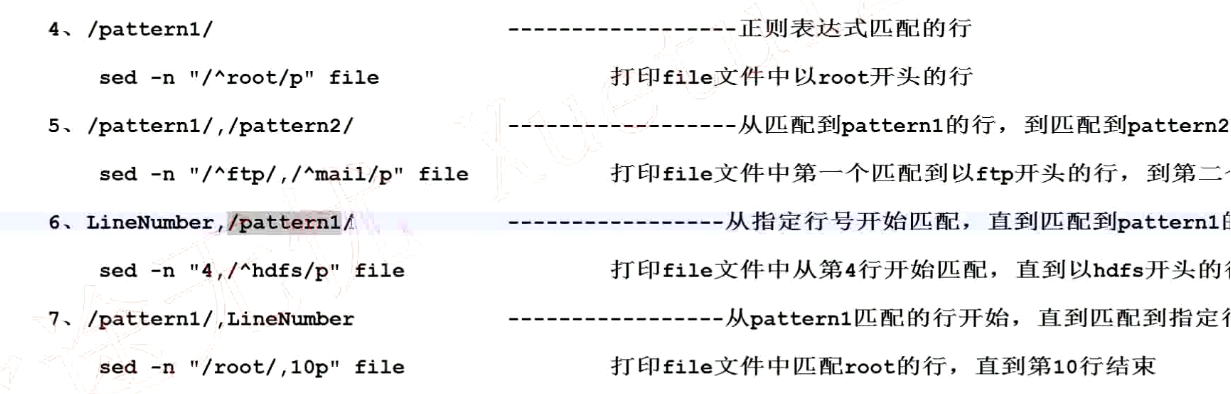 4、/pattern1/ ------------------正则表达式匹配的行
sed -n "/^root/p" file 打印file文件中以root开头的行
5、/pattern1/,/pattern2/ ------------------从匹配到pattern1的行，到匹配到pattern2
sed -n "/^ftp/,/^mail/p" file 打印file文件中第一个匹配到以ftp开头的行，到第二
6、LineNumber,/pattern1/ -----------------从指定行号开始匹配，直到匹配到pattern1的
sed -n "4,/^hdfs/p" file 打印file文件中从第4行开始匹配，直到以hdfs开头的行
7、/pattern1/,LineNumber -----------------从pattern1匹配的行开始，直到匹配到指定行
sed -n "/root/,10p" file 打印file文件中匹配root的行，直到第10行结束